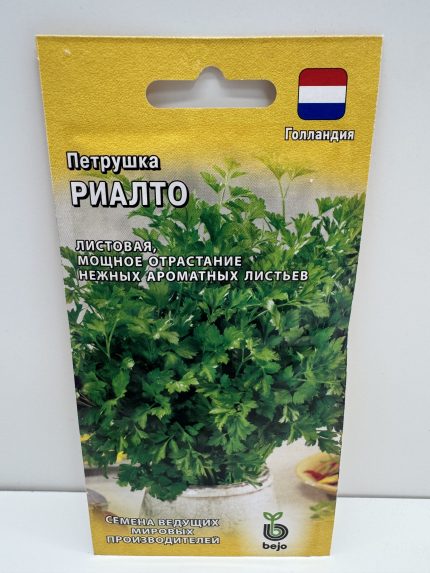 Голландия
Петрушка
РИАЛТО
ЛИСТОВАЯ,
МОЩНОЕ ОТРАСТАНИЕ
НЕЖНЫХ АРОМАТНЫХ ЛИСТЬЕВ
СЕМЕНА ВЕДУЩИХ
МИРОВЫХ
ПРОИЗВОДИТЕЛЕЙ
bejo